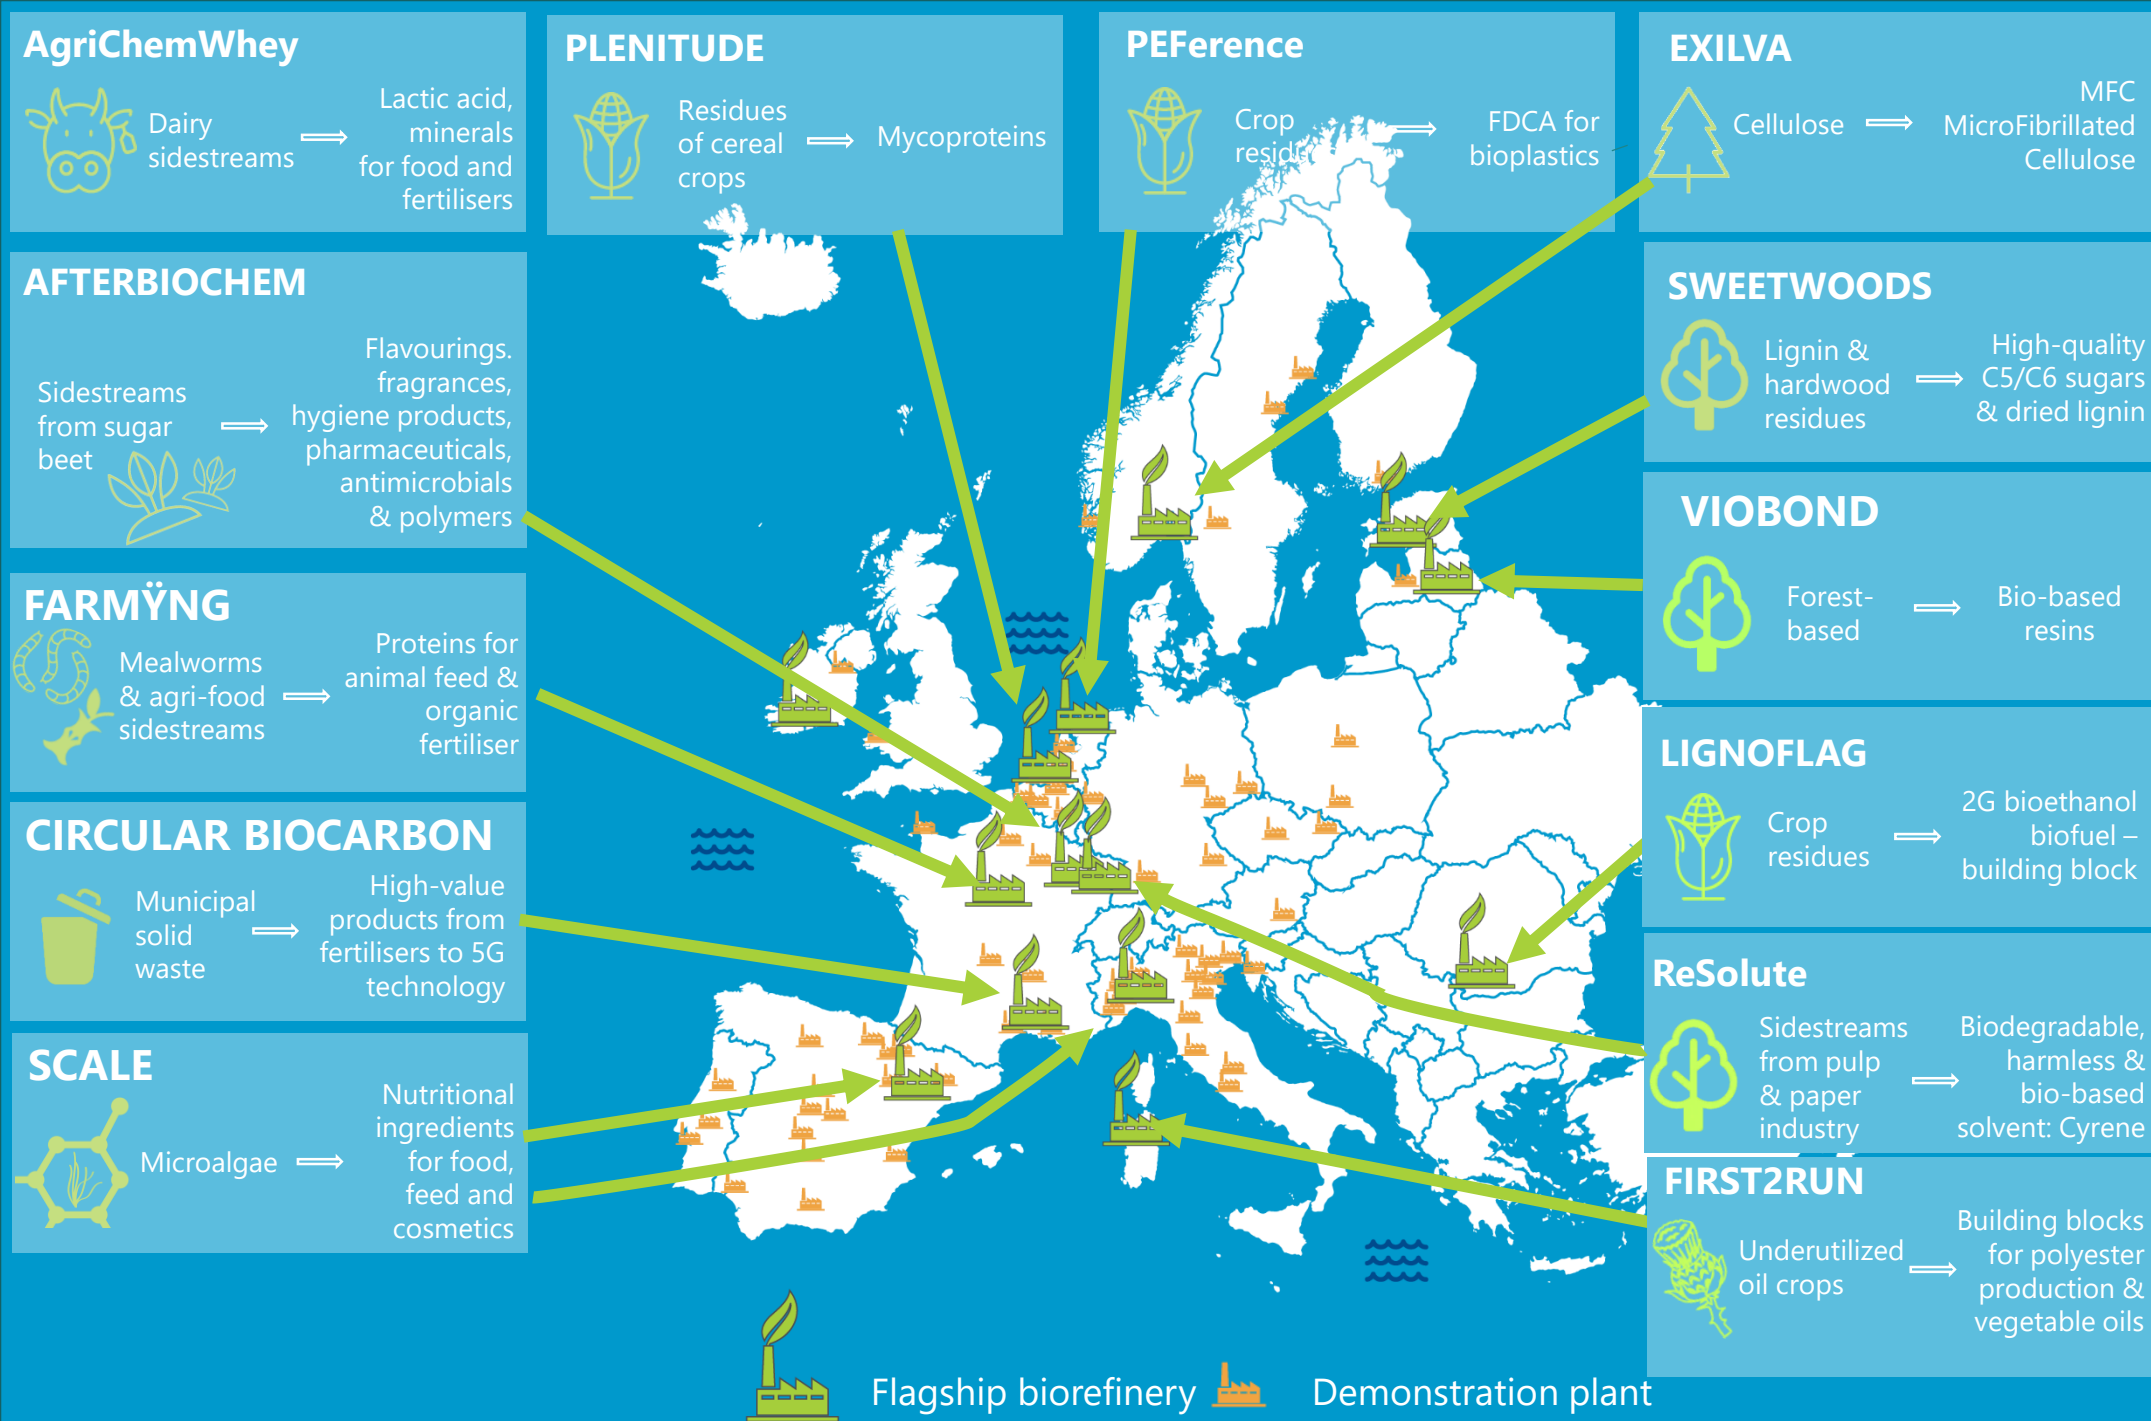 AgriChemWhey
Dairy
sidestreams
Lactic acid,
minerals
for food and
fertilisers
PLENITUDE
Residues
of cereal
crops
Mycoproteins
PEFerence
Crop
FDCA for
bioplastics
EXILVA
Cellulose
MFC
MicroFibrillated
Cellulose
AFTERBIOCHEM
Sidestreams
from sugar
beet
Flavourings.
fragrances,
hygiene products,
pharmaceuticals,
antimicrobials
& polymers
SWEETWOODS
Lignin &
hardwood
residues
High-quality
C5/C6 sugars
& dried lignin
VIOBOND
Forest-
based
Bio-based
resins
FARMŸNG
Mealworms
& agri-food
sidestreams
Proteins for
animal feed &
organic
fertiliser
LIGNOFLAG
Crop
residues
2G bioethanol
biofuel –
building block
CIRCULAR BIOCARBON
Municipal
solid
waste
High-value
products from
fertilisers to 5G
technology
ReSolute
Sidestreams
from pulp
& paper
industry
Biodegradable,
harmless &
bio-based
solvent: Cyrene
SCALE
Microalgae
Nutritional
ingredients
for food,
feed and
cosmetics
FIRST2RUN
Underutilized
oil crops
Building blocks
for polyester
production &
vegetable oils
Flagship biorefinery
Demonstration plant